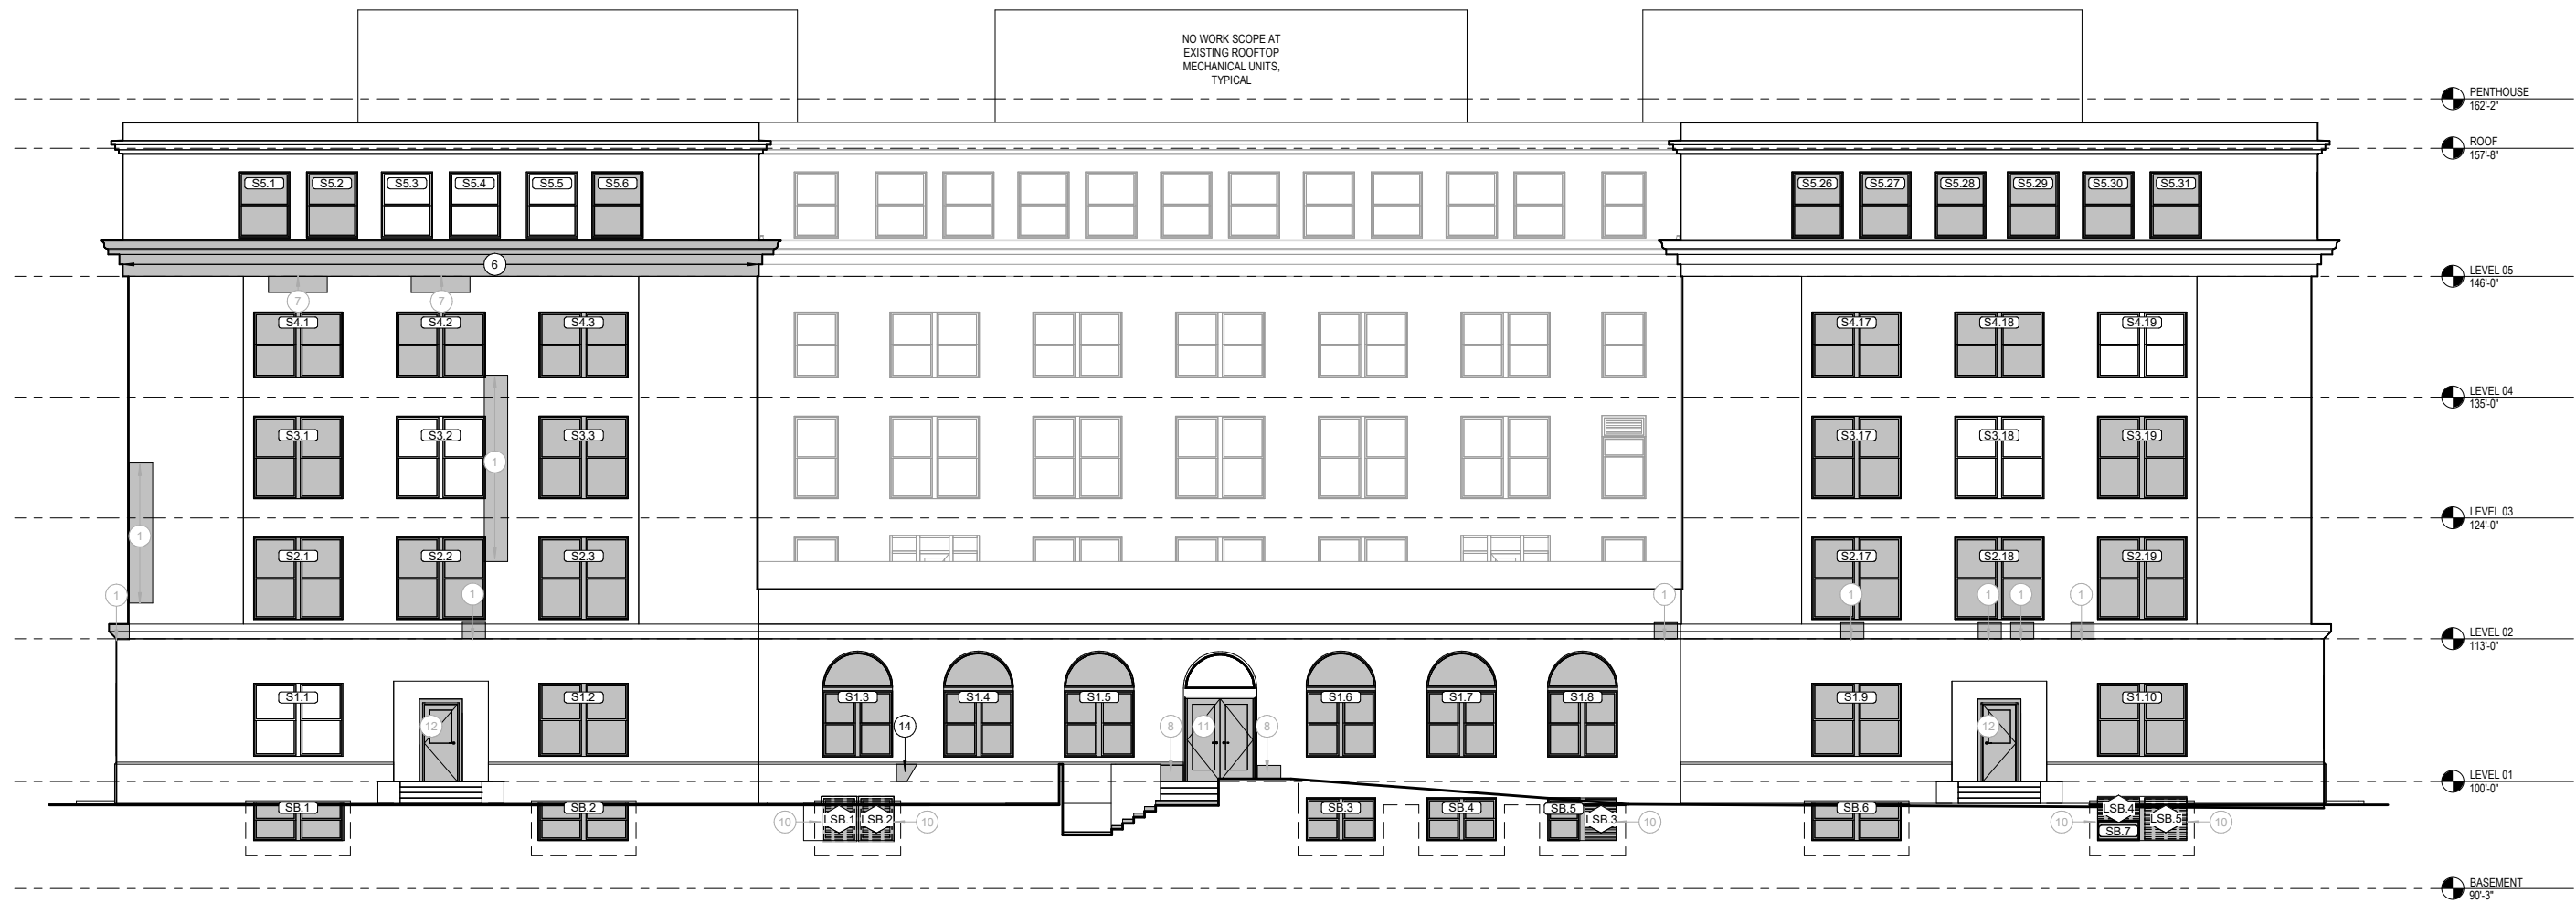 NO WORK SCOPE AT
EXISTING ROOFTOP
MECHANICAL UNITS,
TYPICAL
PENTHOUSE
162'-2"
ROOF
157'-8"
S5.1 S5.2 S5.3 S5.4 S5.5 S5.6 S5.26 S5.27 S5.28 S5.29 S5.30 S5.31
6
LEVEL 05
146'-0"
7 7
S4.1 S4.2 S4.3 S4.17 S4.18 S4.19
LEVEL 04
135'-0"
S3.1 S3.2 S3.3 S3.17 S3.18 S3.19
1
LEVEL 03
124'-0"
1
S2.1 S2.2 S2.3 S2.17 S2.18 S2.19
1 1 1 1 1 1 1
LEVEL 02
113'-0"
S1.1 S1.2 S1.3 S1.4 S1.5 S1.6 S1.7 S1.8 S1.9 S1.10
12 14 8 11 8 12
LEVEL 01
100'-0"
SB.1 SB.2 SB.3 SB.4 SB.5 SB.6 LSB.4
10 LSB.1 LSB.2 10 LSB.3 10 10 SB.7 LSB.5 10
BASEMENT
90'-3"